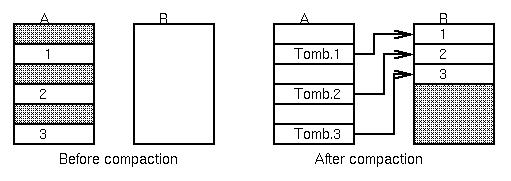 A
B
A
B
1
Tomb.1
1
2
2
Tomb.2
3
3
Tomb.3
Before compaction
After compaction